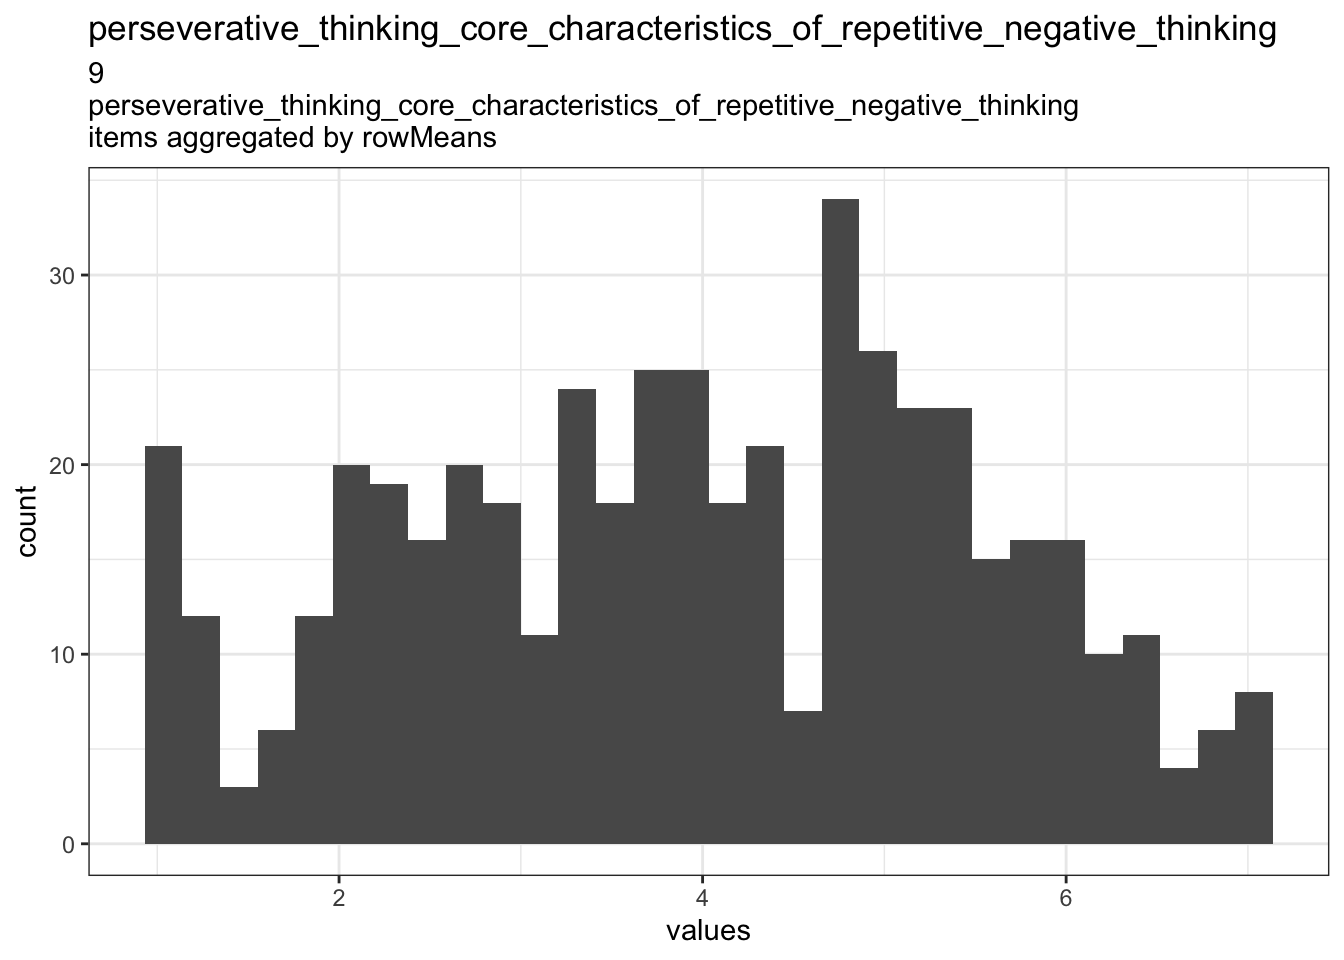 perseverative_thinking_core_characteristics_of_repetitive_negative_thinking
9
perseverative_thinking_core_characteristics_of_repetitive_negative_thinking
items aggregated by rowMeans
30
20
10
0
count
2 4 6
values